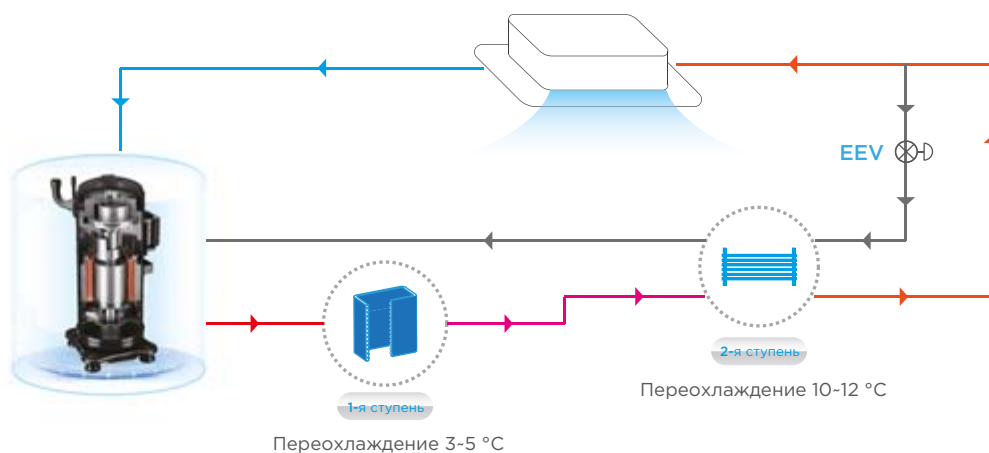 EEV
2-я ступень
Переохлаждение 10~12 °C
1-я ступень
Переохлаждение 3~5 °C